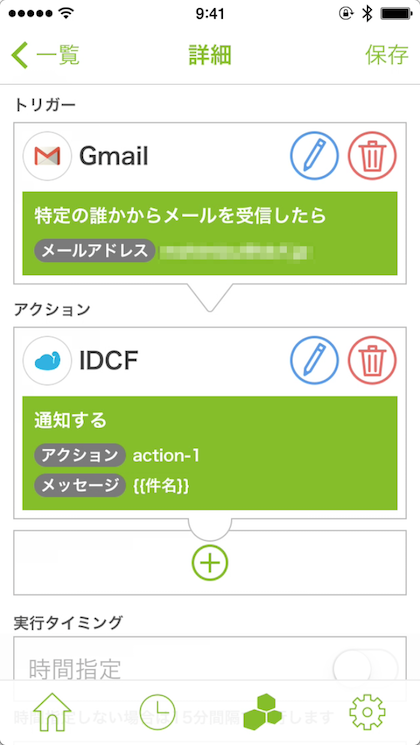 9:41
一覧
詳細
保存
トリガー
Gmail
特定の誰かからメールを受信したら
メールアドレス
アクション
IDCF
通知する
アクション action-1
メッセージ {{件名}}
実行タイミング
時間指定
時間指定しない場合は15分間隔
します